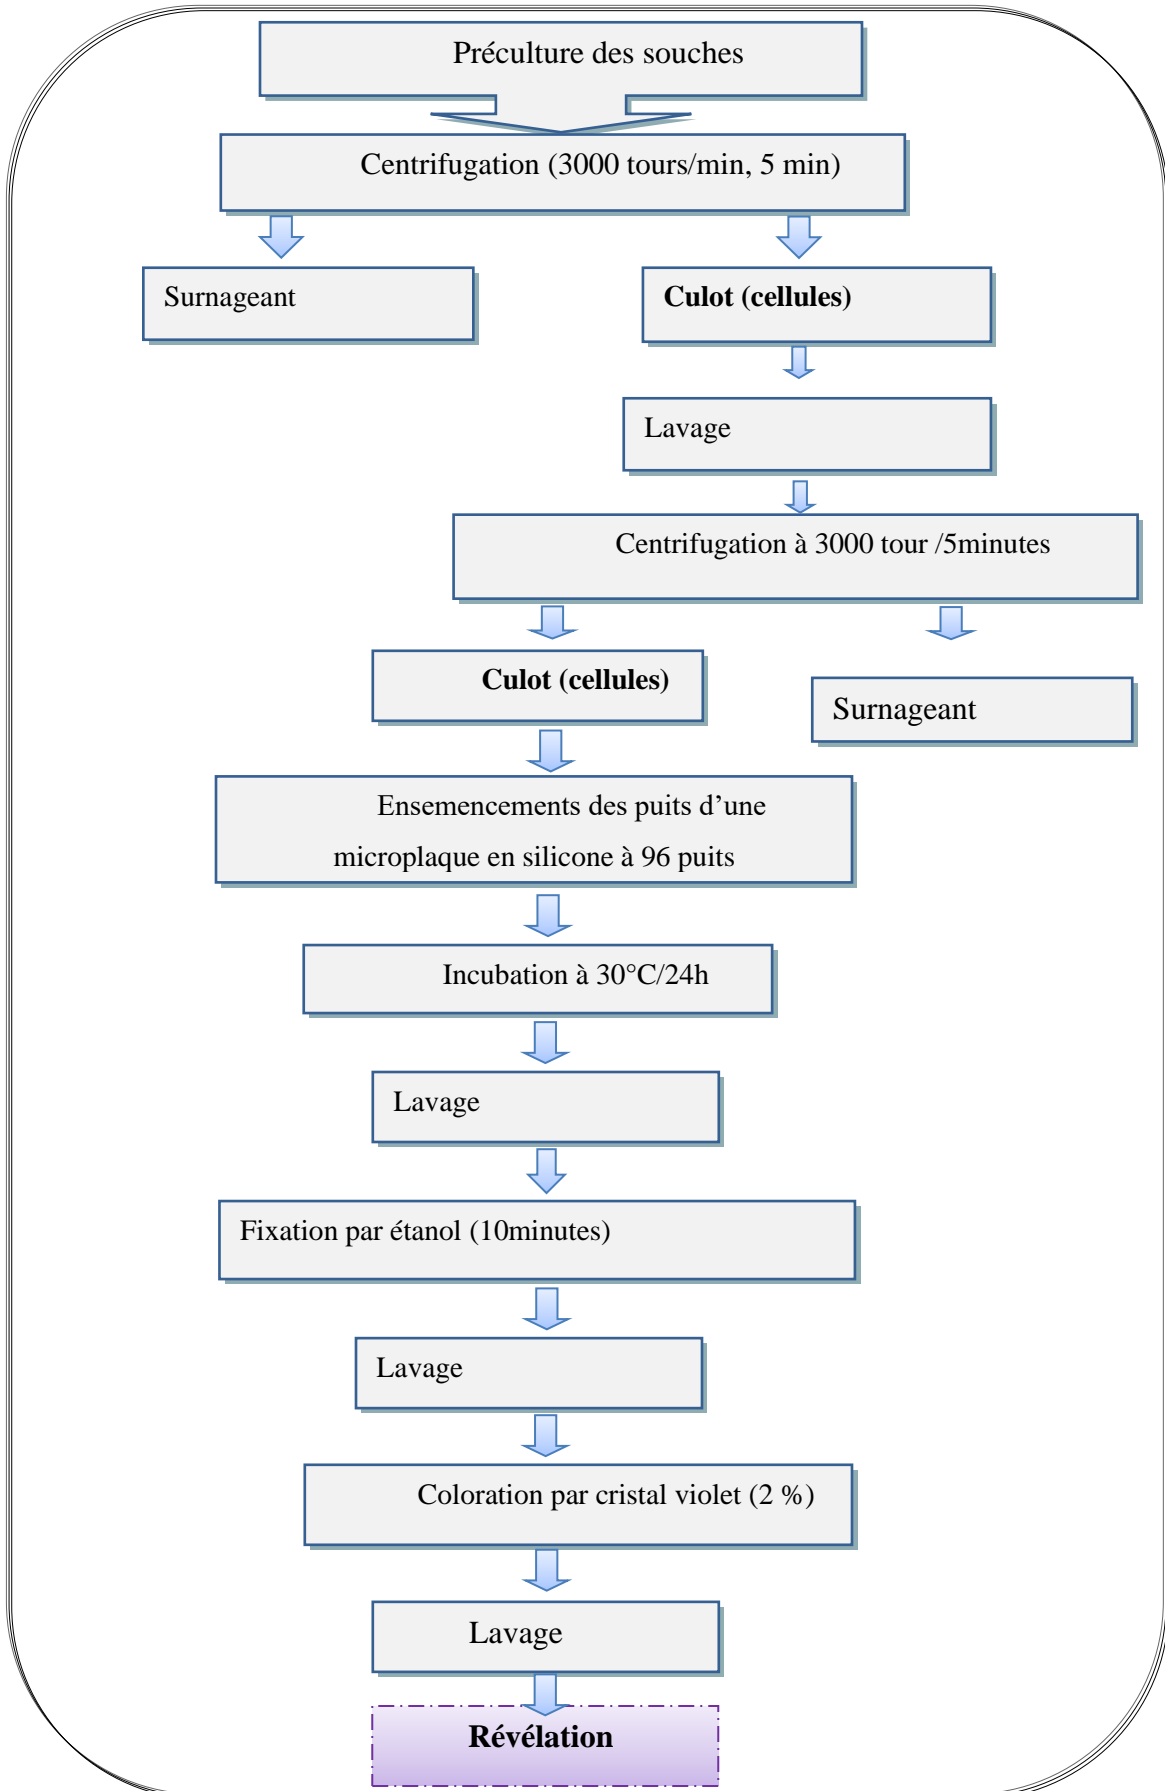 Préculture des souches
Centrifugation (3000 tours/min, 5 min)
Surnageant
Culot (cellules)
Lavage
Centrifugation à 3000 tour /5minutes
Culot (cellules)
Surnageant
Ensemencements des puits d’une
microplaque en silicone à 96 puits
Incubation à 30°C/24h
Lavage
Fixation par étanol (10minutes)
Lavage
Coloration par cristal violet (2 %)
Lavage
Révélation